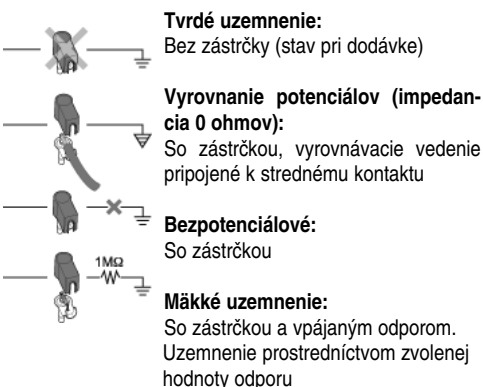 Tvrdé uzemnenie:
Bez zástrčky (stav pri dodávke)
Vyrovnanie potenciálov (impedan-
cia 0 ohmov):
So zástrčkou, vyrovnávacie vedenie
pripojené k strednému kontaktu
Bezpotenciálové:
So zástrčkou
1MΩ
Mäkké uzemnenie:
So zástrčkou a vpájaným odporom.
Uzemnenie prostredníctvom zvolenej
hodnoty odporu